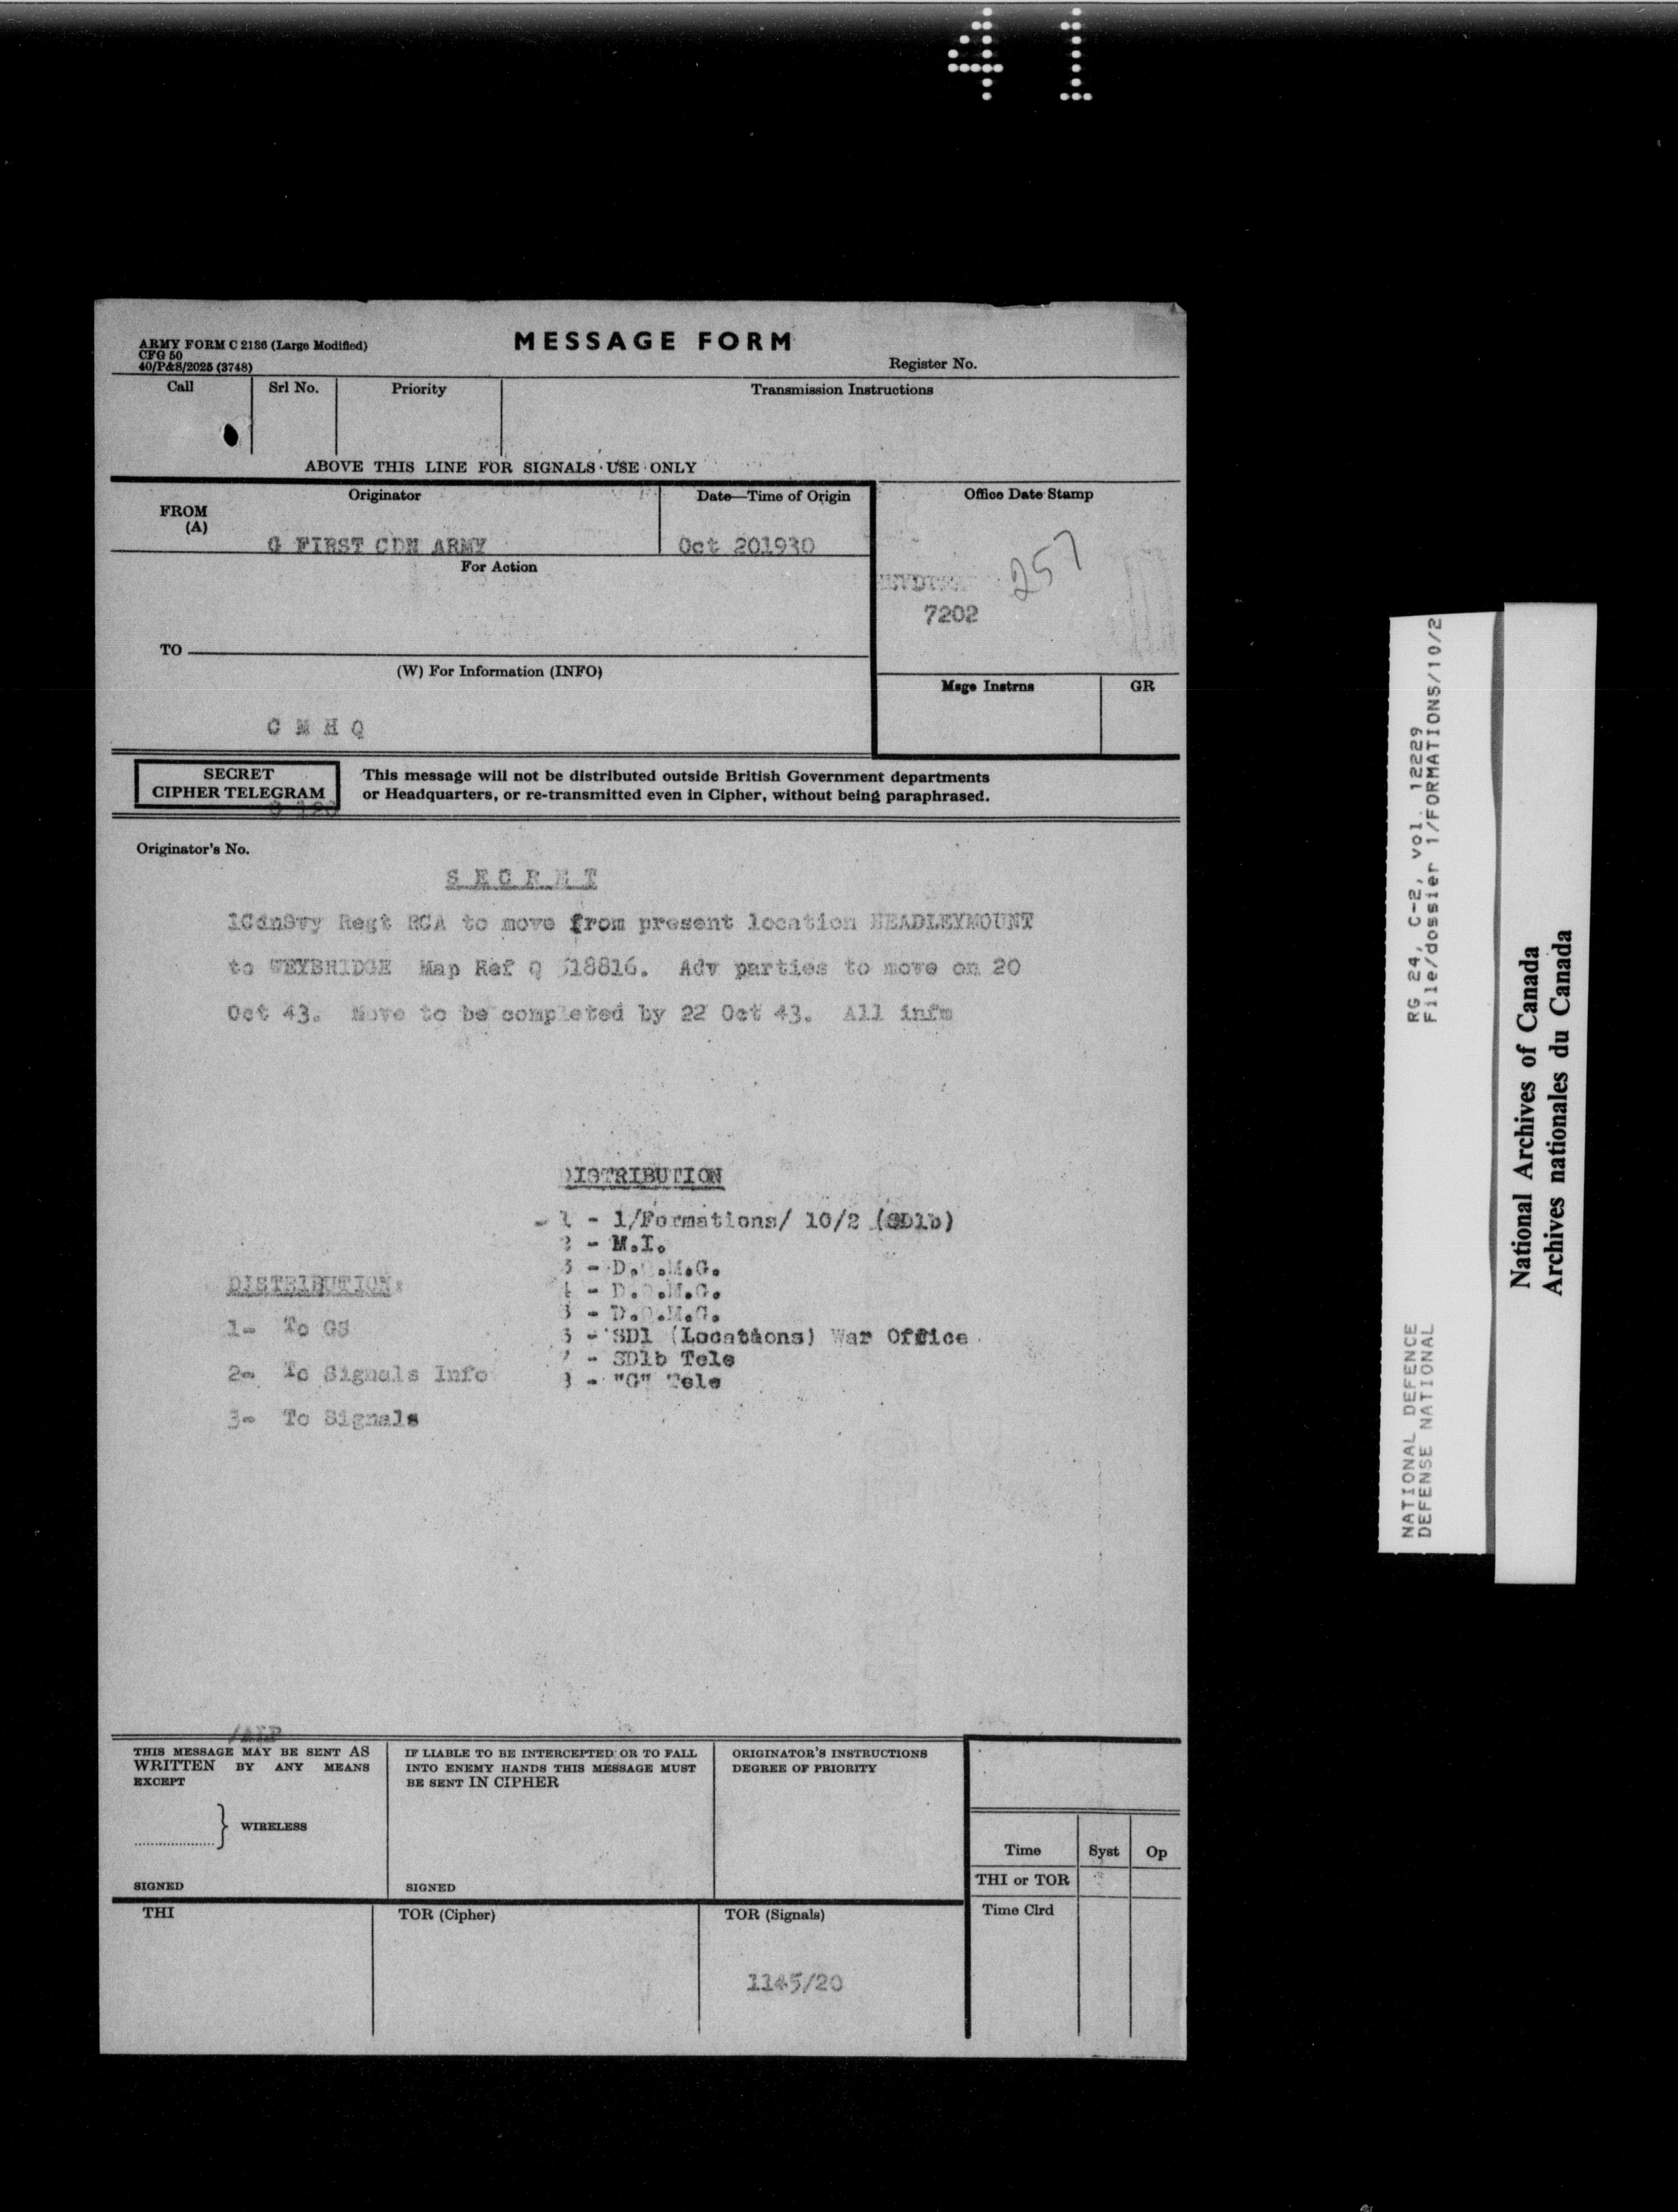 41
ARMY FORM C 2136 (Large Modified)
CFG 50
40/P&S/2025 (3748)
MESSAGE FORM
Register No.
Call
Srl No.
Priority
Transmission Instructions
ABOVE THIS LINE FOR SIGNALS USE ONLY
FROM
(A)
Originator
G FIRST CDN ARMY
Date—Time of Origin
Oct 201930
Office Date Stamp
257
7202
For Action
TO
(W) For Information (INFO)
C M H Q
Msge Instrns
GR
SECRET
CIPHER TELEGRAM
This message will not be distributed outside British Government departments
or Headquarters, or re-transmitted even in Cipher, without being paraphrased.
Originator's No.
S E C R E T
1CdnSvy Regt RCA to move from present location HEADLEYMOUNT
to WEYBRIDGE Map Ref Q 518816. Adv parties to move on 20
Oct 43. Move to be completed by 22 Oct 43. All infm
DISTRIBUTION
1 - 1/Formations/ 10/2 (SD1b)
2 - M.I.
3 - D.Q.M.G.
4 - D.Q.M.G.
5 - D.Q.M.G.
6 - SD1 (Locations) War Office
7 - SD1b Tele
8 - "G" Tele
DISTRIBUTION:
1- To GS
2- To Signals Info
3- To Signals
THIS MESSAGE MAY BE SENT AS
WRITTEN BY ANY MEANS
EXCEPT
WIRELESS
SIGNED
IF LIABLE TO BE INTERCEPTED OR TO FALL
INTO ENEMY HANDS THIS MESSAGE MUST
BE SENT IN CIPHER
SIGNED
ORIGINATOR'S INSTRUCTIONS
DEGREE OF PRIORITY
Time
Syst
Op
THI or TOR
Time Clrd
THI
TOR (Cipher)
TOR (Signals)
1145/20
NATIONAL DEFENCE
DEFENSE NATIONAL
RG 24, C-2, vol. 12229
File/dossier 1/FORMATIONS/10/2
National Archives of Canada
Archives nationales du Canada